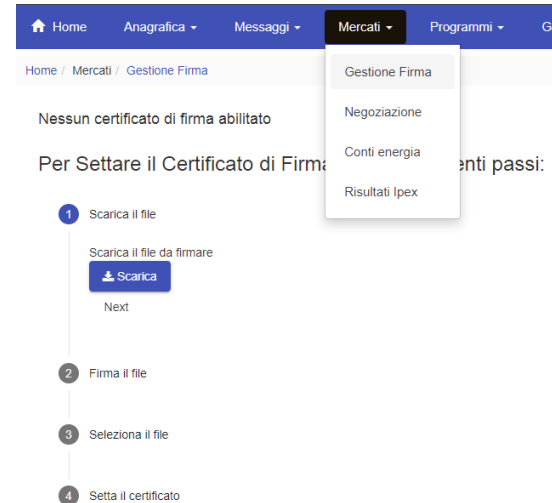 Home Anagrafica Messaggi Mercati Programmi G
Home / Mercati / Gestione Firma
Gestione Firma
Negoziazione
Conti energia
Risultati Ipex
Nessun certificato di firma abilitato
Per Settare il Certificato di Firma enti passi:
1 Scarica il file
Scarica il file da firmare
Scarica
Next
2 Firma il file
3 Seleziona il file
4 Setta il certificato